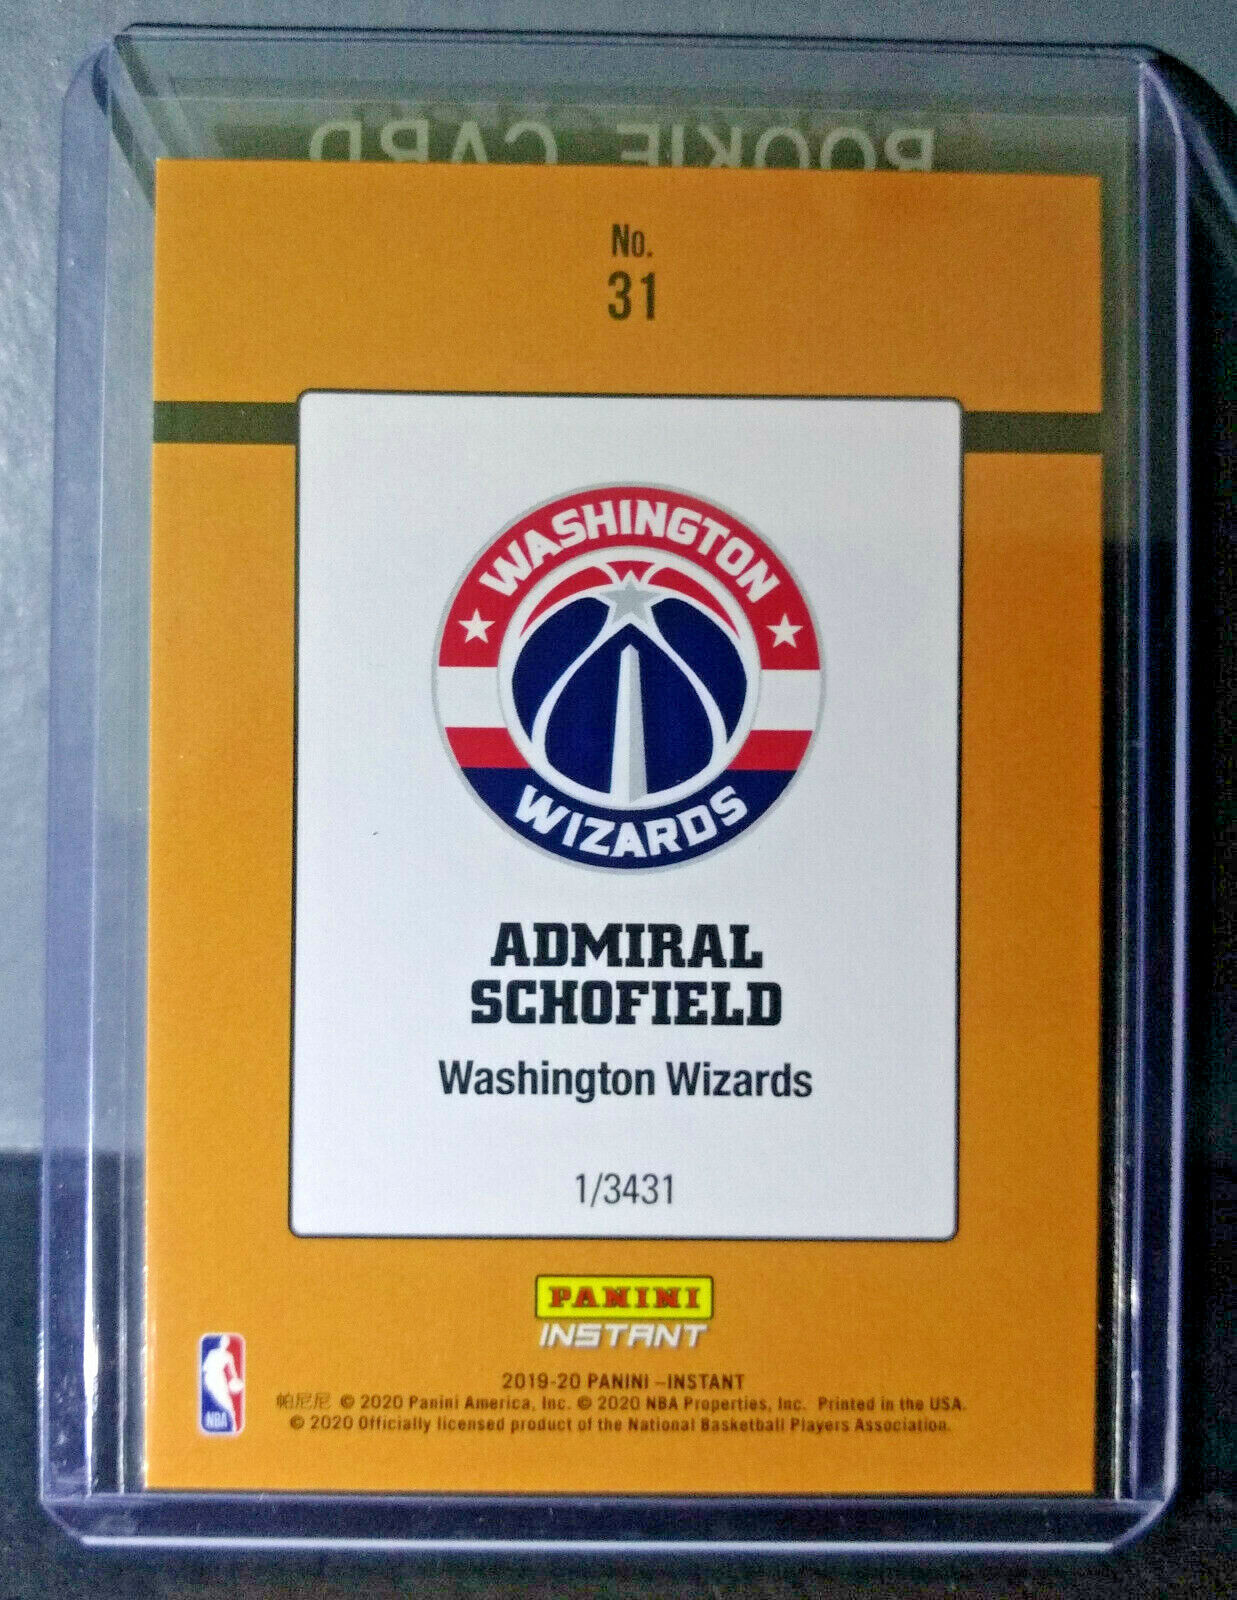 ROOKIE CARD
No.
31
WASHINGTON
WIZARDS
ADMIRAL
SCHOFIELD
Washington Wizards
1/3431
PANINI
INSTANT
2019-20 PANINI –INSTANT
帕尼尼 © 2020 Panini America, Inc. © 2020 NBA Properties, Inc. Printed in the USA.
© 2020 Officially licensed product of the National Basketball Players Association.
NBA